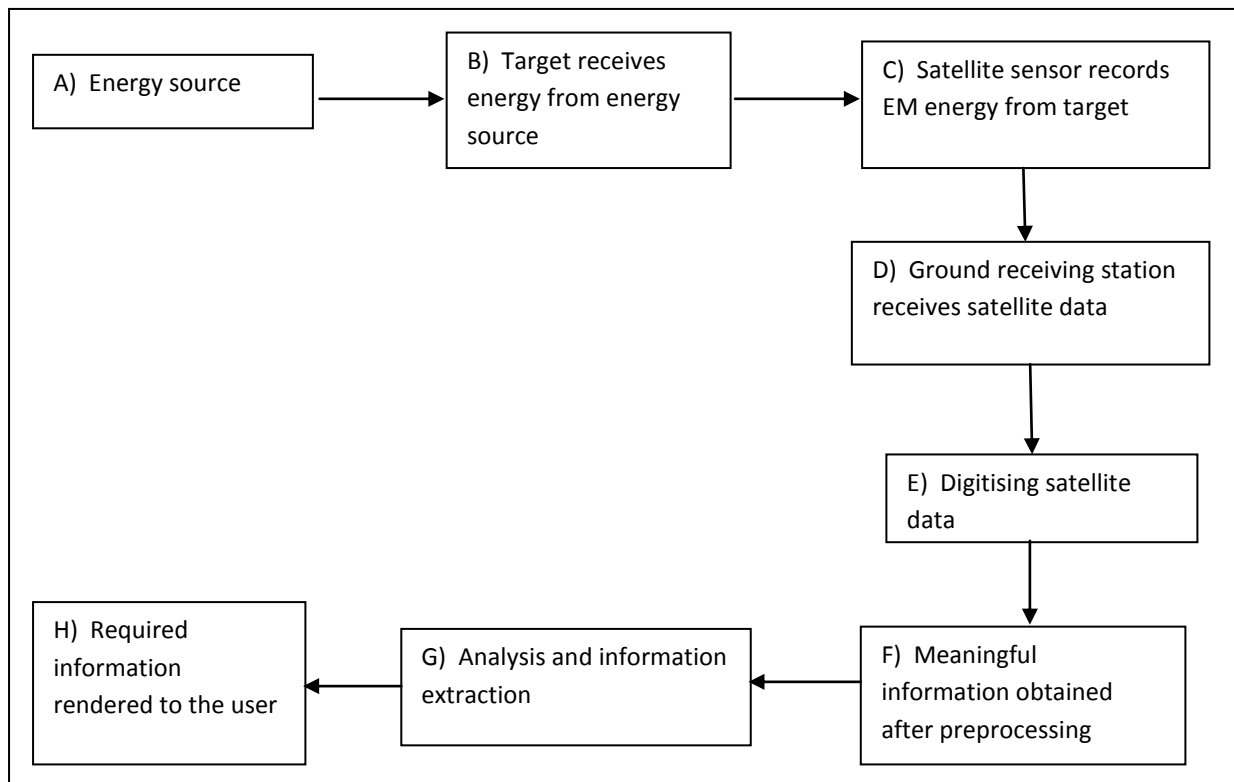 A) Energy source
B) Target receives
energy from energy
source
C) Satellite sensor records
EM energy from target
D) Ground receiving station
receives satellite data
E) Digitising satellite
data
F) Meaningful
information obtained
after preprocessing
G) Analysis and information
extraction
H) Required
information
rendered to the user